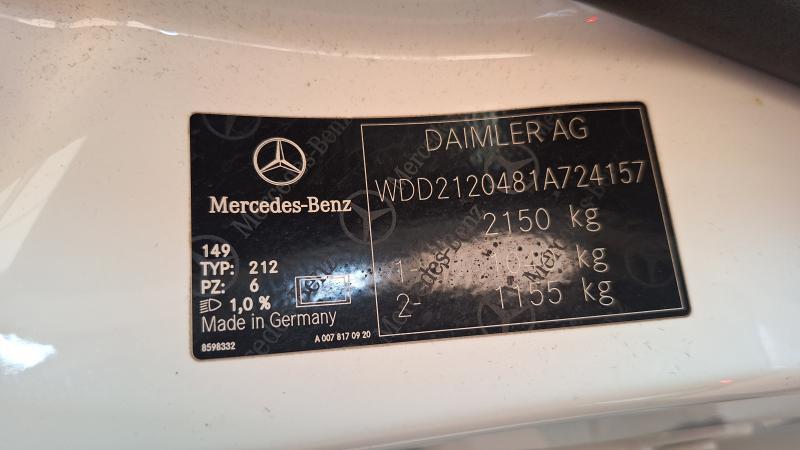 Mercedes-Benz
149
TYP: 212
PZ: 6
1,0 %
Made in Germany
8598332
A 007 817 09 20
DAIMLER AG
WDD2120481A724157
2150 kg
1- kg
2- 1155 kg